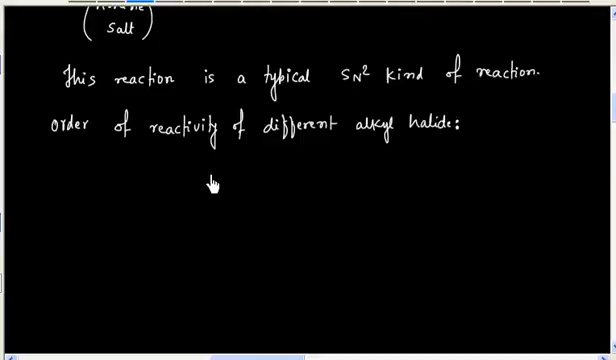 Salt
This reaction is a typical SN2 kind of reaction.
Order of reactivity of different alkyl halide: